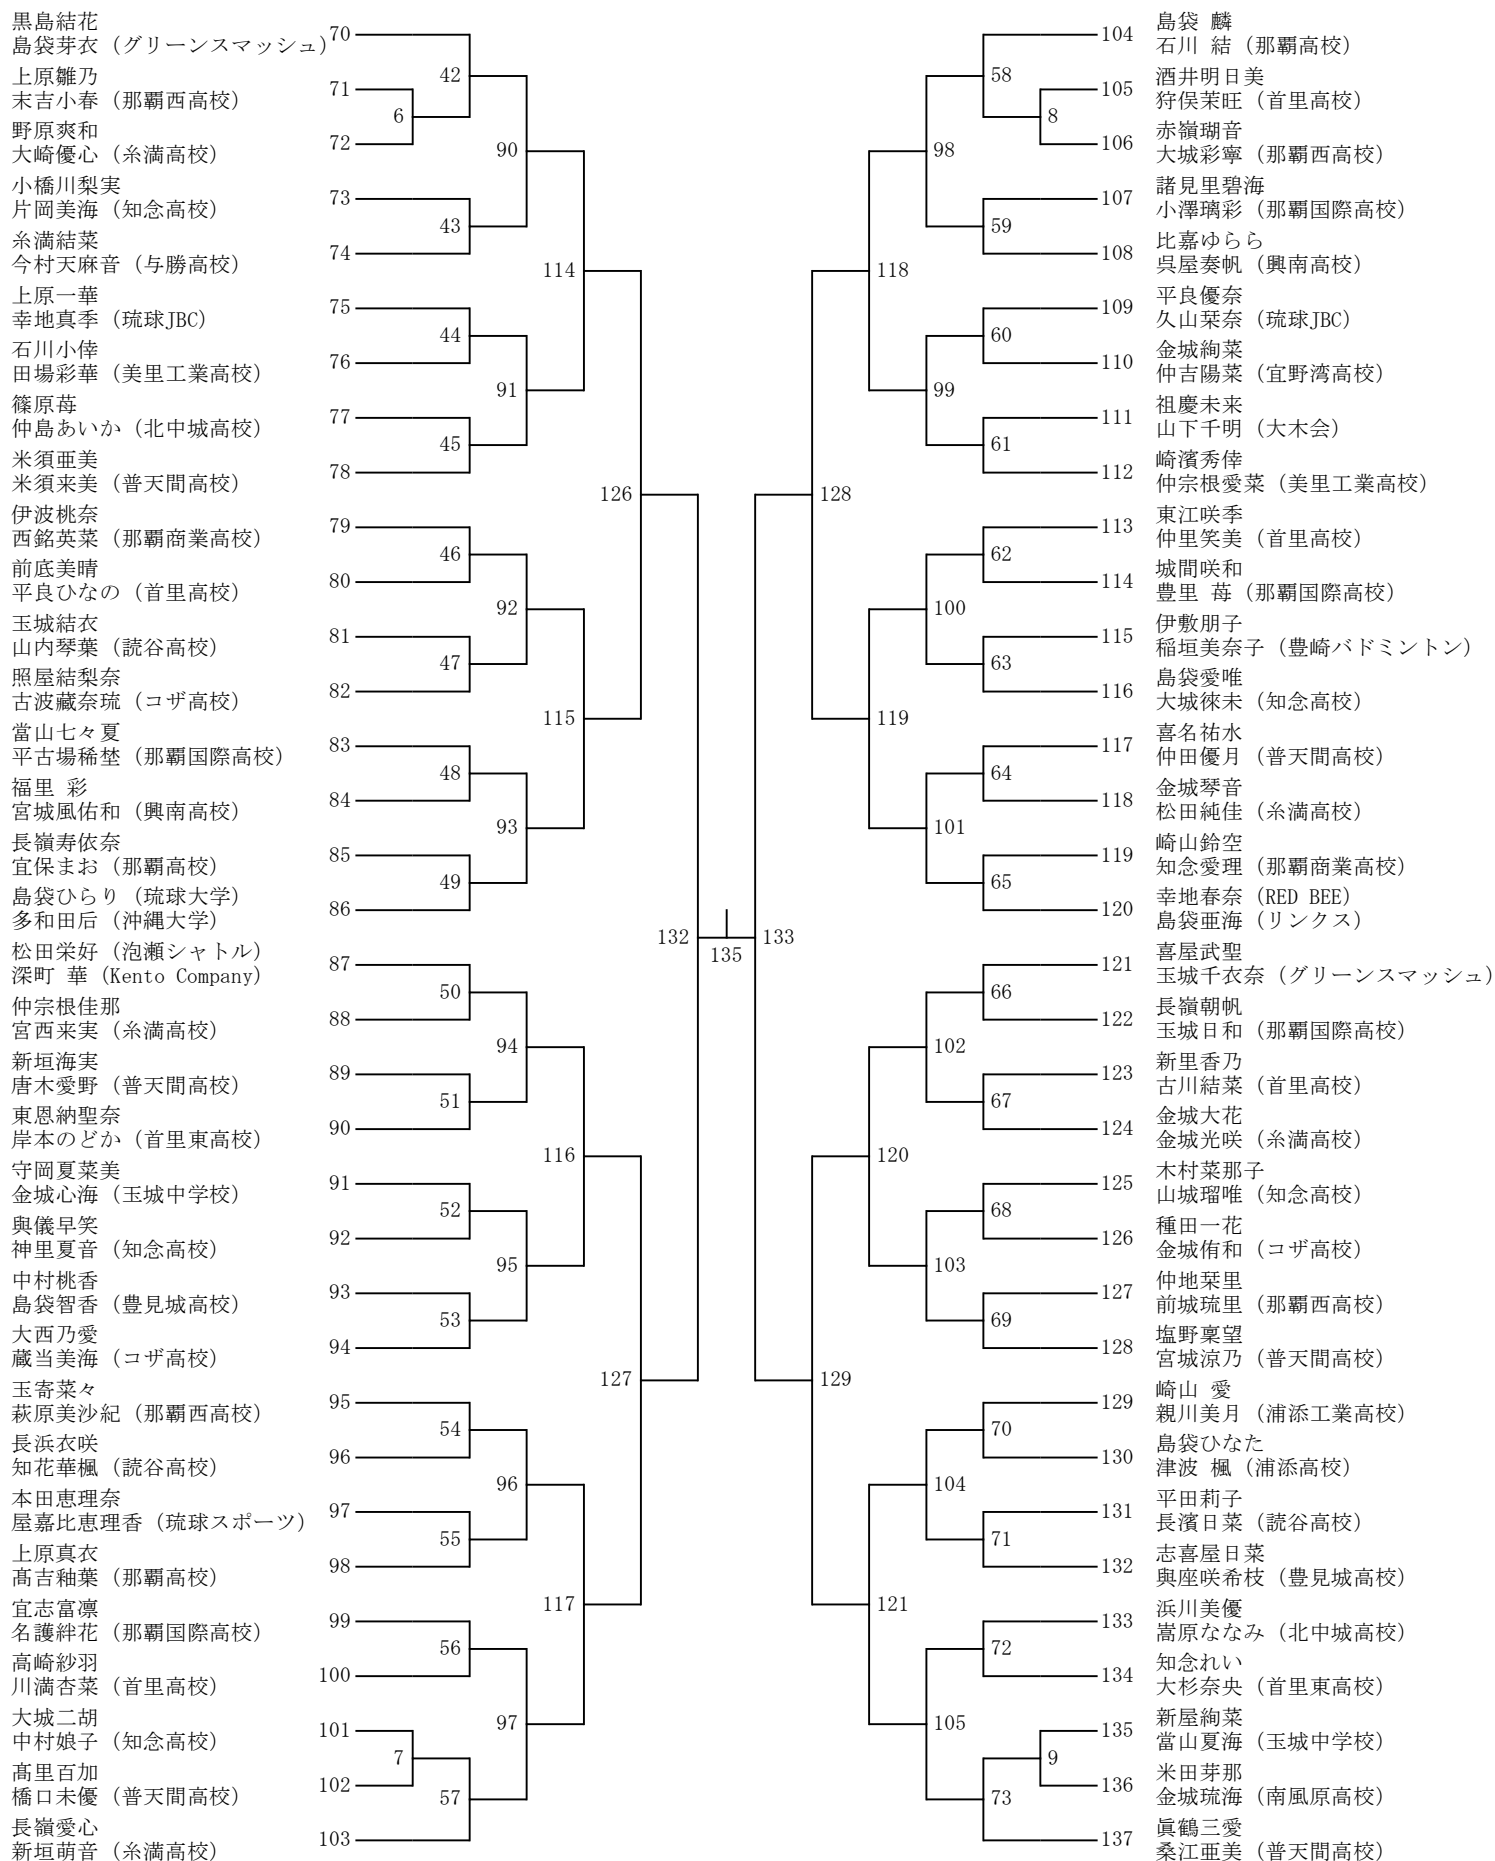 黒島結花
島袋芽衣（グリーンスマッシュ） 70
上原雛乃
末吉小春（那覇西高校） 71
野原爽和
大崎優心（糸満高校） 72
小橋川梨実
片岡美海（知念高校） 73
糸満結菜
今村天麻音（与勝高校） 74
上原一華
幸地真季（琉球JBC） 75
石川小倖
田場彩華（美里工業高校） 76
篠原苺
仲島あいか（北中城高校） 77
米須亜美
米須来美（普天間高校） 78
伊波桃奈
西銘英菜（那覇商業高校） 79
前底美晴
平良ひなの（首里高校） 80
玉城結衣
山内琴葉（読谷高校） 81
照屋結梨奈
古波藏奈琉（コザ高校） 82
當山七々夏
平古場稀埜（那覇国際高校） 83
福里 彩
宮城風佑和（興南高校） 84
長嶺寿依奈
宜保まお（那覇高校） 85
島袋ひらり（琉球大学）
多和田后（沖縄大学） 86
松田栄好（泡瀬シャトル）
深町 華（Kento Company） 87
仲宗根佳那
宮西来実（糸満高校） 88
新垣海実
唐木愛野（普天間高校） 89
東恩納聖奈
岸本のどか（首里東高校） 90
守岡夏菜美
金城心海（玉城中学校） 91
與儀早笑
神里夏音（知念高校） 92
中村桃香
島袋智香（豊見城高校） 93
大西乃愛
蔵当美海（コザ高校） 94
玉寄菜々
萩原美沙紀（那覇西高校） 95
長浜衣咲
知花華楓（読谷高校） 96
本田恵理奈
屋嘉比恵理香（琉球スポーツ） 97
上原真衣
髙吉釉葉（那覇高校） 98
宜志富凛
名護絆花（那覇国際高校） 99
高崎紗羽
川満杏菜（首里高校） 100
大城二胡
中村娘子（知念高校） 101
髙里百加
橋口未優（普天間高校） 102
長嶺愛心
新垣萌音（糸満高校） 103
6
7
42
43
44
45
46
47
48
49
50
51
52
53
54
55
56
57
90
91
92
93
94
95
96
97
114
115
116
117
126
127
132
135
133
128
129
118
119
120
121
98
99
100
101
102
103
104
105
58
59
60
61
62
63
64
65
66
67
68
69
70
71
72
73
8
9
島袋 麟
104 石川 結（那覇高校）
酒井明日美
105 狩俣茉旺（首里高校）
赤嶺瑚音
106 大城彩寧（那覇西高校）
諸見里碧海
107 小澤璃彩（那覇国際高校）
比嘉ゆらら
108 呉屋奏帆（興南高校）
平良優奈
109 久山栞奈（琉球JBC）
金城絢菜
110 仲吉陽菜（宜野湾高校）
祖慶未来
111 山下千明（大木会）
崎濱秀倖
112 仲宗根愛菜（美里工業高校）
東江咲季
113 仲里笑美（首里高校）
城間咲和
114 豊里 苺（那覇国際高校）
伊敷朋子
115 稲垣美奈子（豊崎バドミントン）
島袋愛唯
116 大城徠未（知念高校）
喜名祐水
117 仲田優月（普天間高校）
金城琴音
118 松田純佳（糸満高校）
崎山鈴空
119 知念愛理（那覇商業高校）
幸地春奈（RED BEE）
120 島袋亜海（リンクス）
喜屋武聖
121 玉城千衣奈（グリーンスマッシュ）
長嶺朝帆
122 玉城日和（那覇国際高校）
新里香乃
123 古川結菜（首里高校）
金城大花
124 金城光咲（糸満高校）
木村菜那子
125 山城瑠唯（知念高校）
種田一花
126 金城侑和（コザ高校）
仲地栞里
127 前城琉里（那覇西高校）
塩野稟望
128 宮城涼乃（普天間高校）
崎山 愛
129 親川美月（浦添工業高校）
島袋ひなた
130 津波 楓（浦添高校）
平田莉子
131 長濱日菜（読谷高校）
志喜屋日菜
132 與座咲希枝（豊見城高校）
浜川美優
133 嵩原ななみ（北中城高校）
知念れい
134 大杉奈央（首里東高校）
新屋絢菜
135 當山夏海（玉城中学校）
米田芽那
136 金城琉海（南風原高校）
眞鶴三愛
137 桑江亜美（普天間高校）